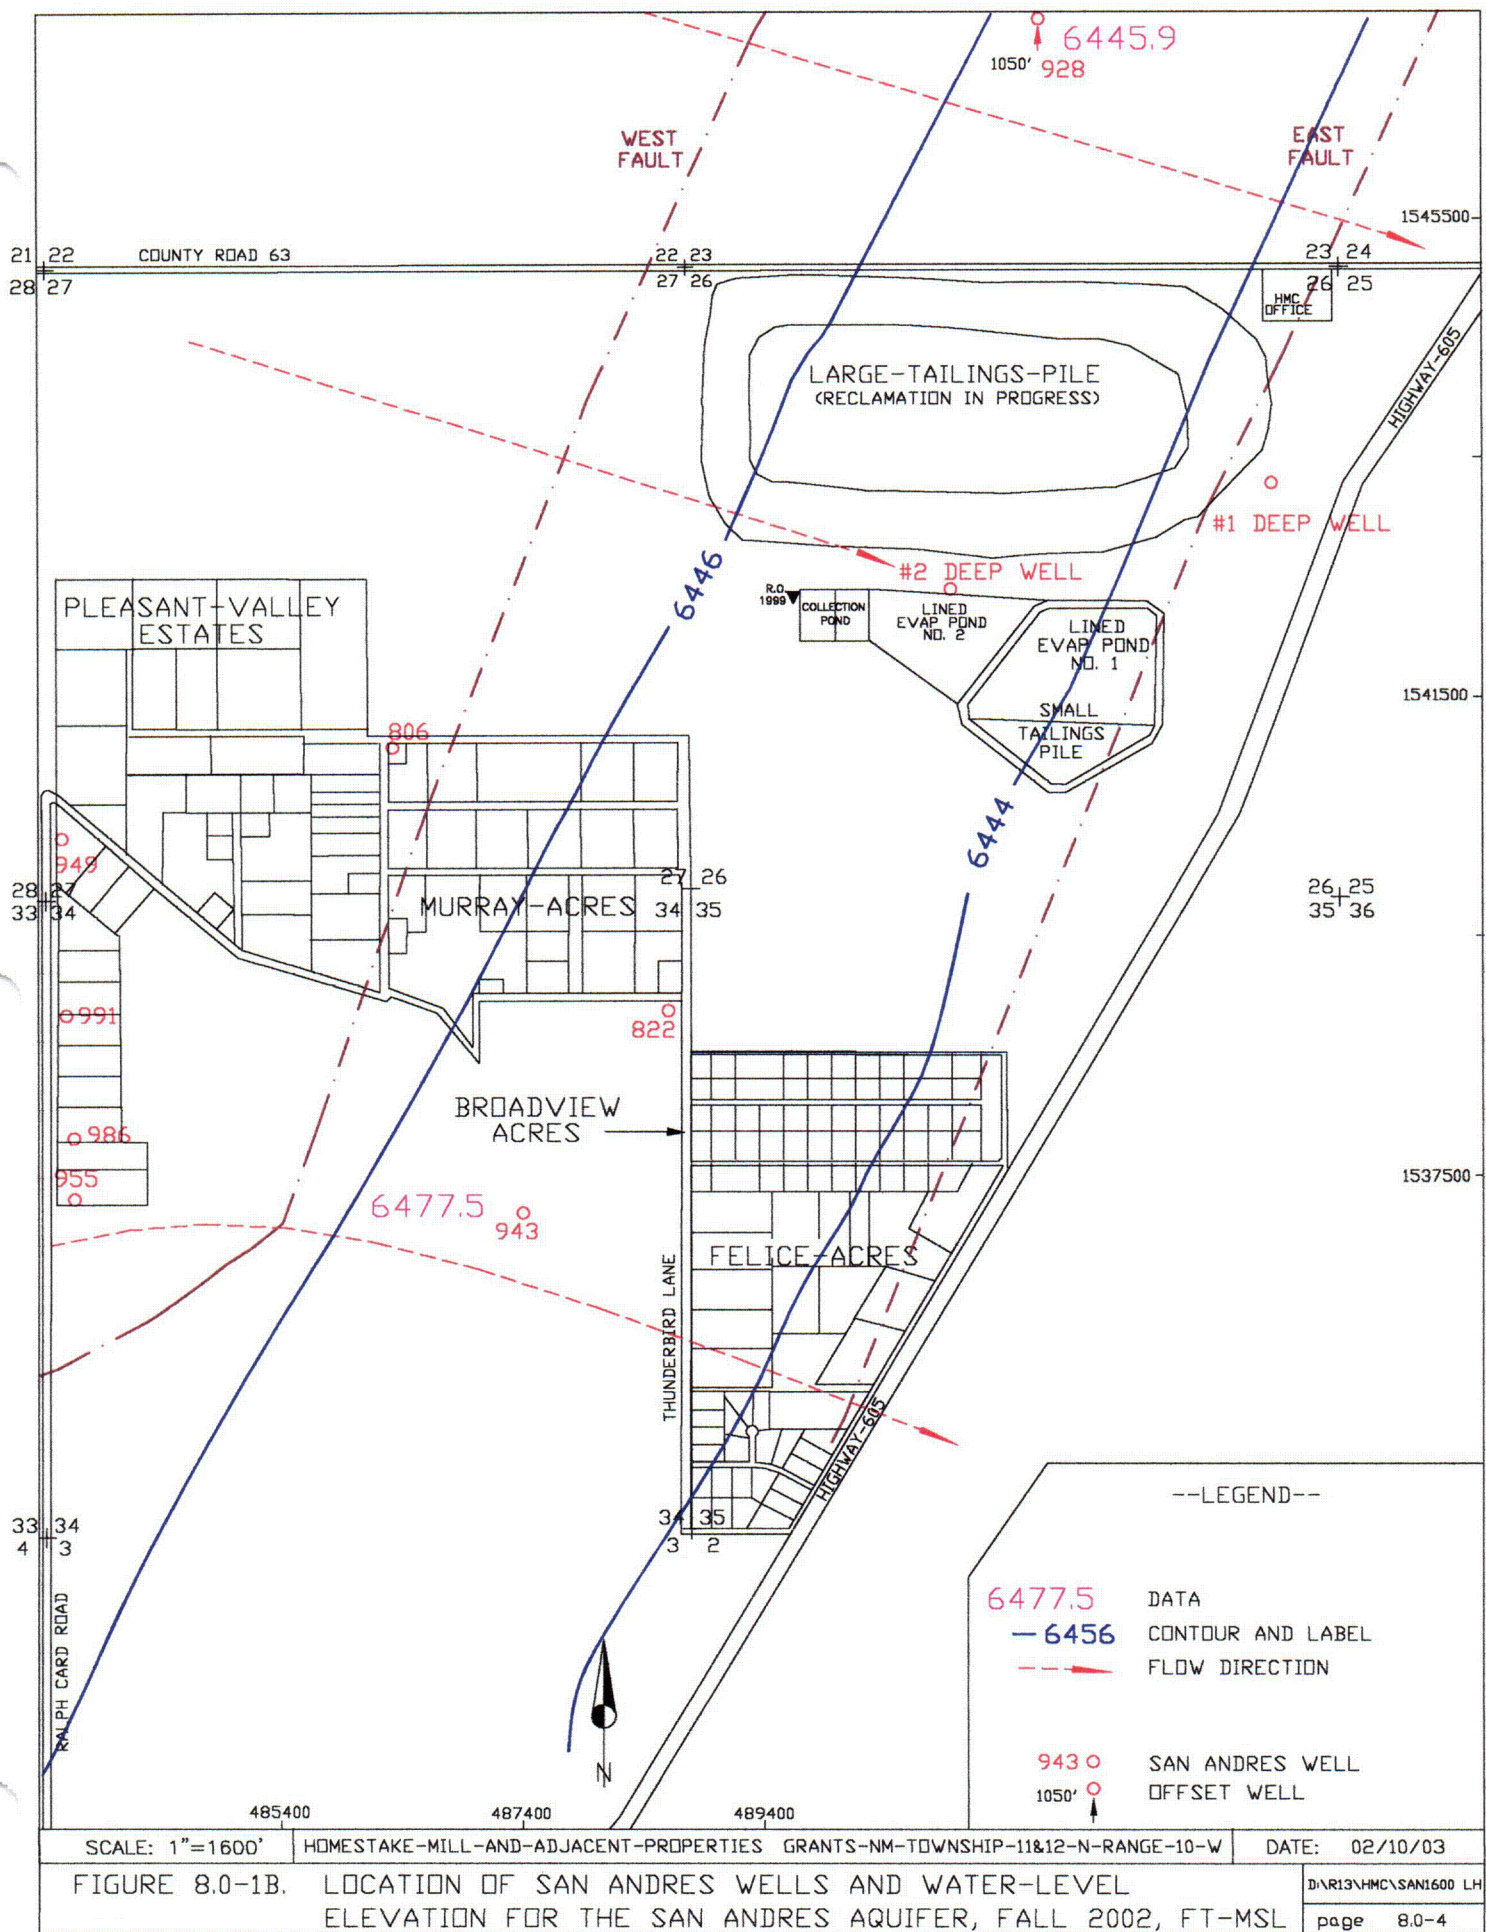 6445.9
1050' 928
WEST
FAULT
EAST
FAULT
1545500
21 22
28 27
COUNTY ROAD 63
22 23
27 26
23 24
26 25
HMC
OFFICE
HIGHWAY-605
LARGE-TAILINGS-PILE
(RECLAMATION IN PROGRESS)
#1 DEEP WELL
6446
#2 DEEP WELL
R.O.
1999
COLLECTION
POND
LINED
EVAP POND
NO. 2
LINED
EVAP POND
NO. 1
PLEASANT-VALLEY
ESTATES
1541500
SMALL
TAILINGS
PILE
806
6444
949
28 27
33 34
27 26
34 35
26 25
35 36
MURRAY-ACRES
991
822
BROADVIEW
ACRES
986
955
1537500
6477.5
943
FELICE-ACRES
THUNDERBIRD LANE
HIGHWAY-605
33 34
4 3
34 35
3 2
RALPH CARD ROAD
N
--LEGEND--
6477.5 DATA
6456 CONTOUR AND LABEL
FLOW DIRECTION
943 SAN ANDRES WELL
1050' OFFSET WELL
485400 487400 489400
SCALE: 1"=1600' HOMESTAKE-MILL-AND-ADJACENT-PROPERTIES GRANTS-NM-TOWNSHIP-11&12-N-RANGE-10-W DATE: 02/10/03
FIGURE 8.0-1B. LOCATION OF SAN ANDRES WELLS AND WATER-LEVEL
ELEVATION FOR THE SAN ANDRES AQUIFER, FALL 2002, FT-MSL
D:\R13\HMC\SAN1600 LH
page 8.0-4